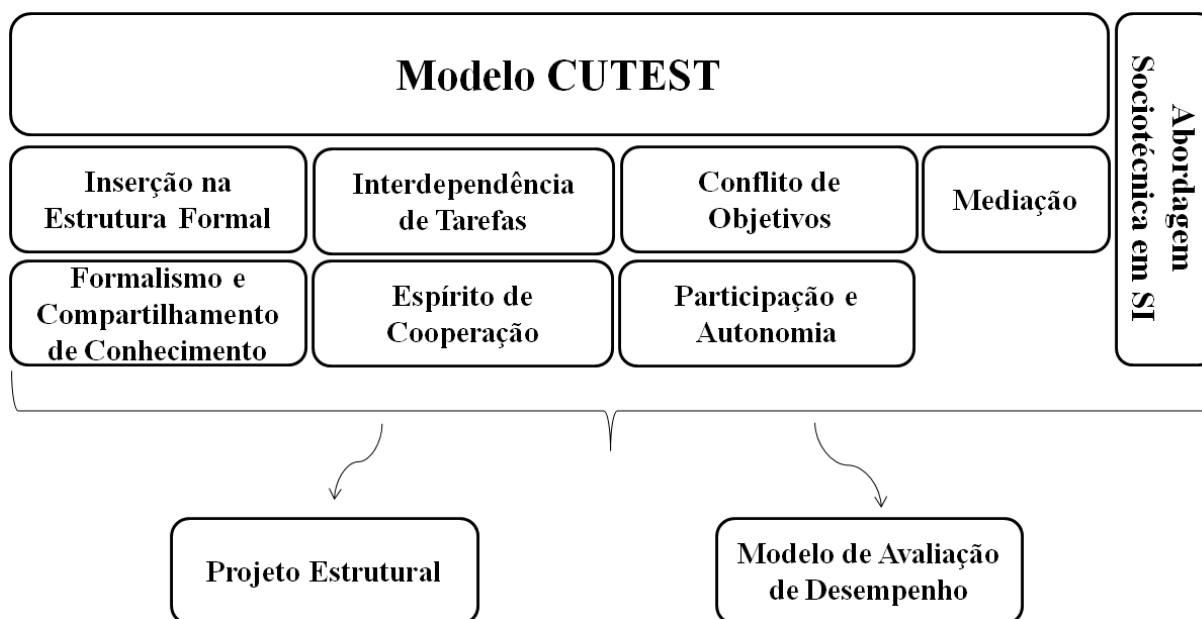 Modelo CUTEST
Abordagem
Sociotécnica em SI
Inserção na
Estrutura Formal
Interdependência
de Tarefas
Conflito de
Objetivos
Mediação
Formalismo e
Compartilhamento
de Conhecimento
Espírito de
Cooperação
Participação e
Autonomia
Projeto Estrutural
Modelo de Avaliação
de Desempenho